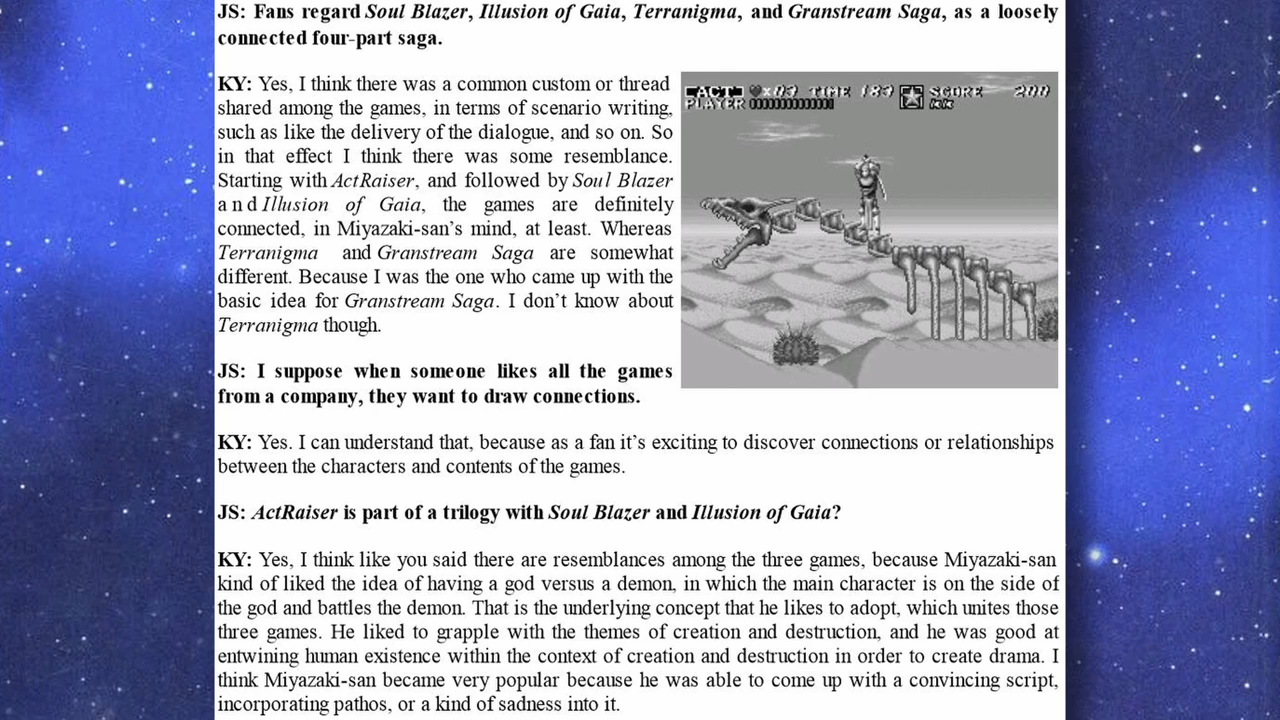 JS: Fans regard Soul Blazer, Illusion of Gaia, Terranigma, and Granstream Saga, as a loosely
connected four-part saga.
KY: Yes, I think there was a common custom or thread
shared among the games, in terms of scenario writing,
such as like the delivery of the dialogue, and so on. So
in that effect I think there was some resemblance.
Starting with ActRaiser, and followed by Soul Blazer
and Illusion of Gaia, the games are definitely
connected, in Miyazaki-san's mind, at least. Whereas
Terranigma and Granstream Saga are somewhat
different. Because I was the one who came up with the
basic idea for Granstream Saga. I don't know about
Terranigma though.
ACT ×03 TIME 183 SCORE 200
PLAYER
JS: I suppose when someone likes all the games
from a company, they want to draw connections.
KY: Yes. I can understand that, because as a fan it's exciting to discover connections or relationships
between the characters and contents of the games.
JS: ActRaiser is part of a trilogy with Soul Blazer and Illusion of Gaia?
KY: Yes, I think like you said there are resemblances among the three games, because Miyazaki-san
kind of liked the idea of having a god versus a demon, in which the main character is on the side of
the god and battles the demon. That is the underlying concept that he likes to adopt, which unites those
three games. He liked to grapple with the themes of creation and destruction, and he was good at
entwining human existence within the context of creation and destruction in order to create drama. I
think Miyazaki-san became very popular because he was able to come up with a convincing script,
incorporating pathos, or a kind of sadness into it.